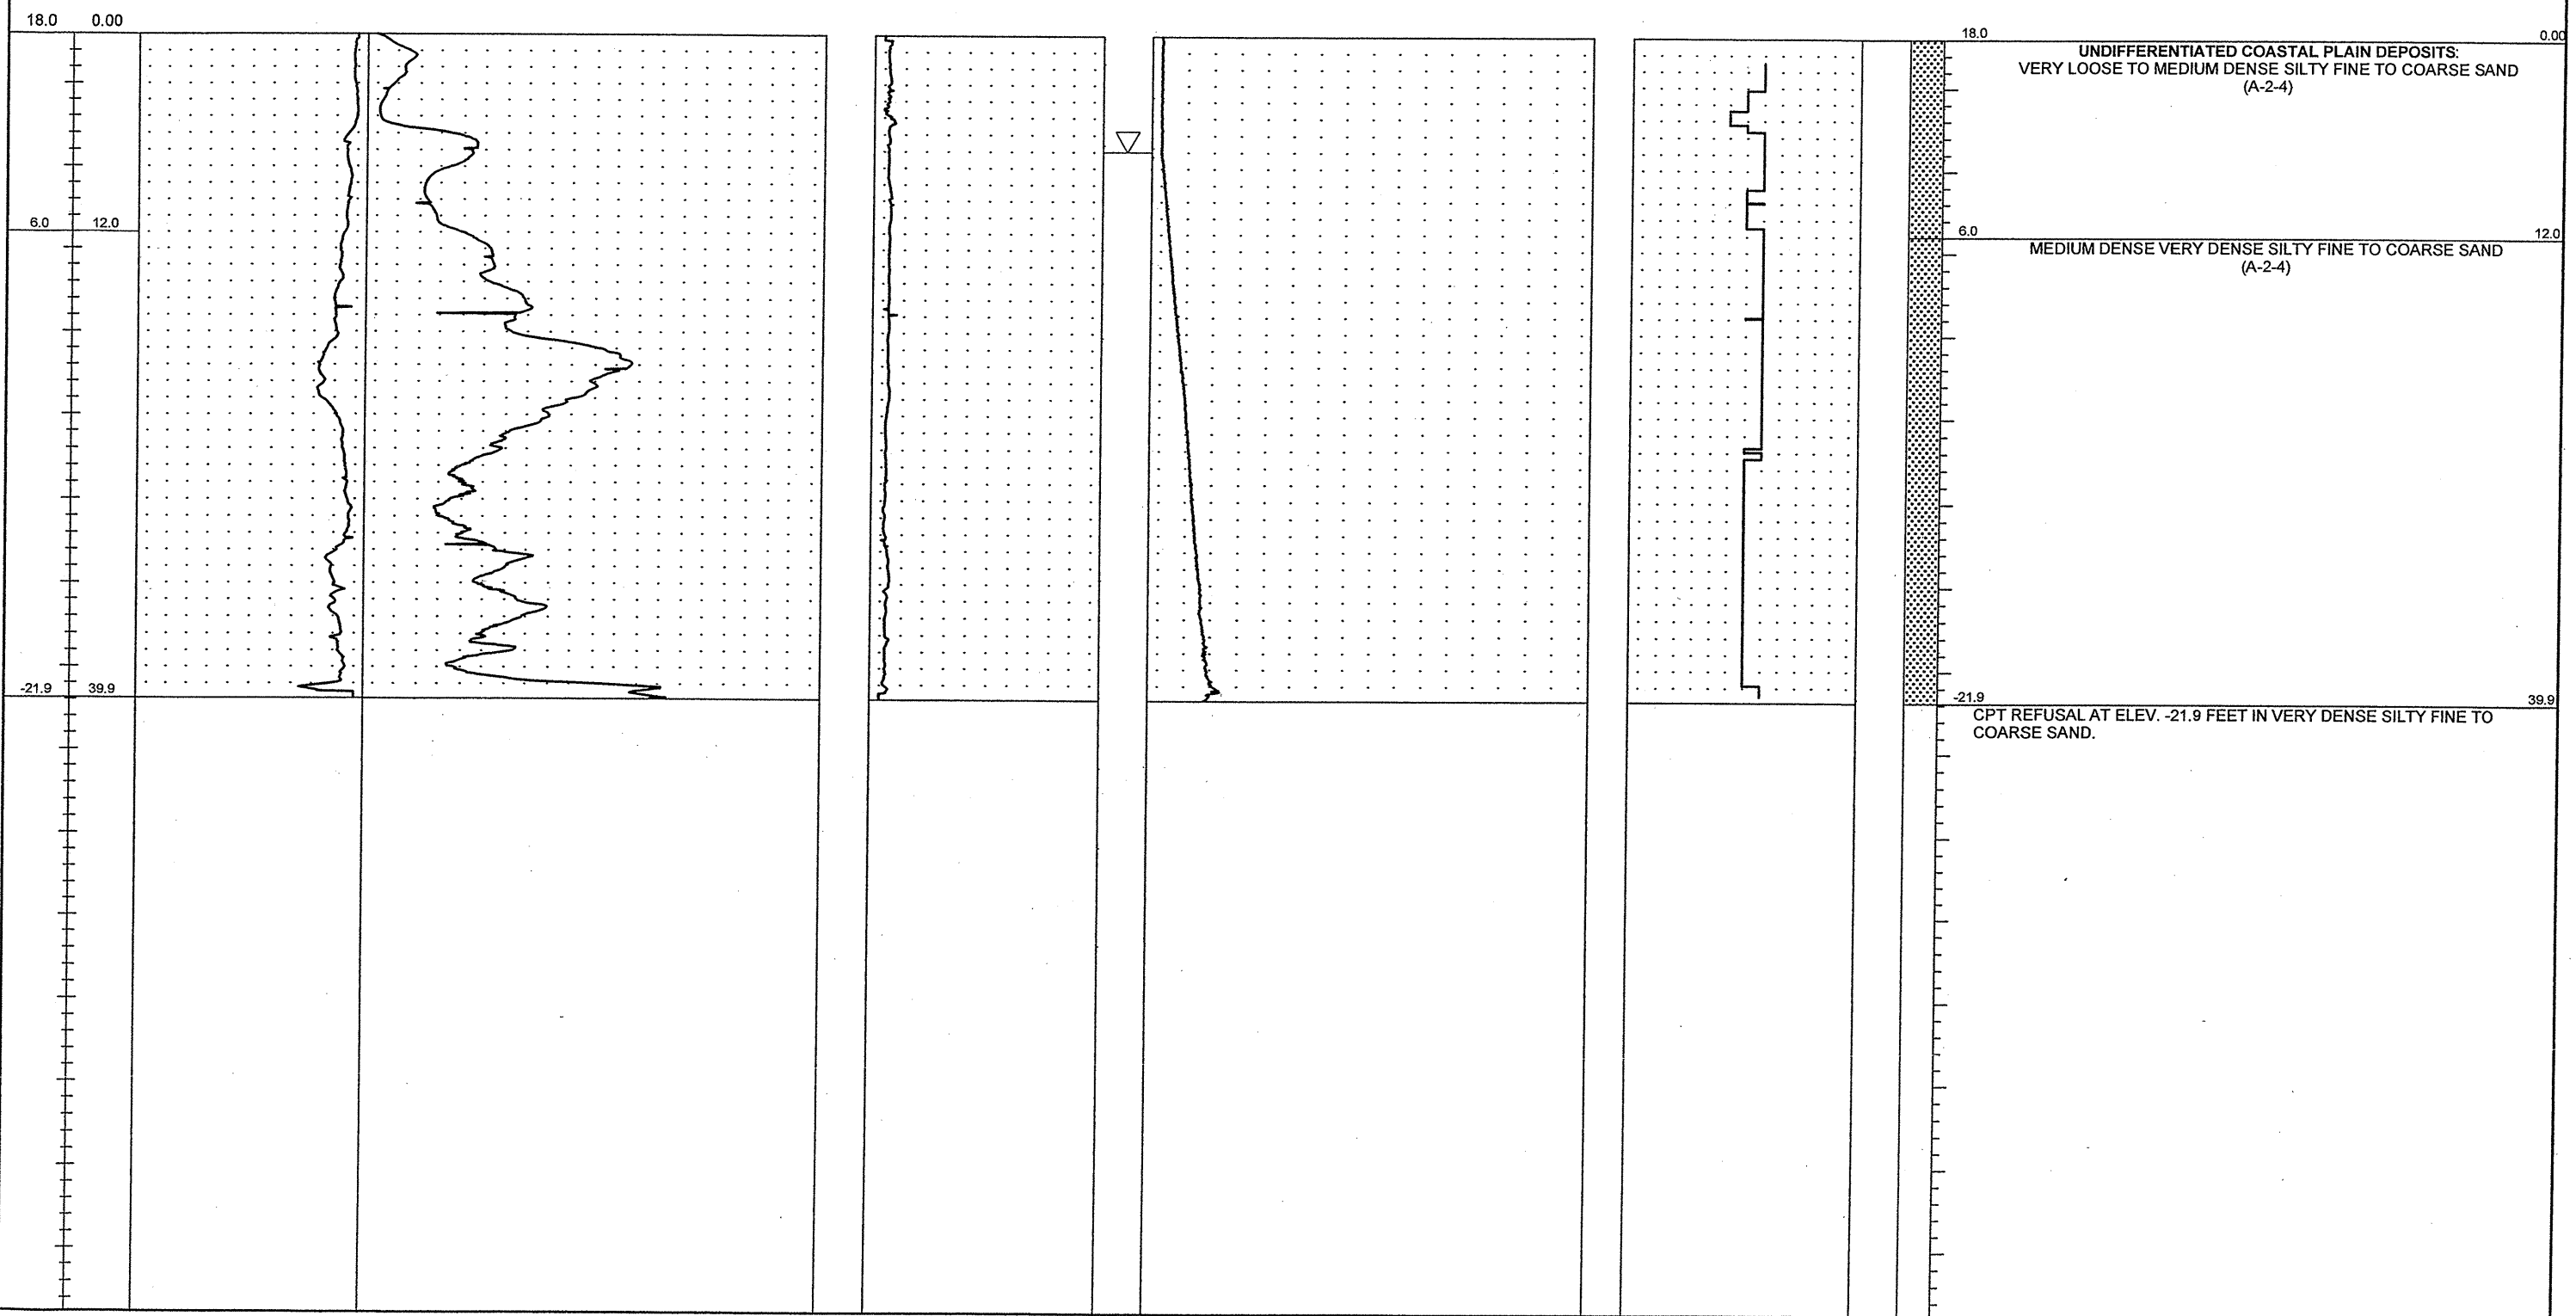 18.0 0.00
18.0 0.00
UNDIFFERENTIATED COASTAL PLAIN DEPOSITS:
VERY LOOSE TO MEDIUM DENSE SILTY FINE TO COARSE SAND
(A-2-4)
6.0 12.0
6.0 12.0
MEDIUM DENSE VERY DENSE SILTY FINE TO COARSE SAND
(A-2-4)
-21.9 39.9
-21.9 39.9
CPT REFUSAL AT ELEV. -21.9 FEET IN VERY DENSE SILTY FINE TO
COARSE SAND.